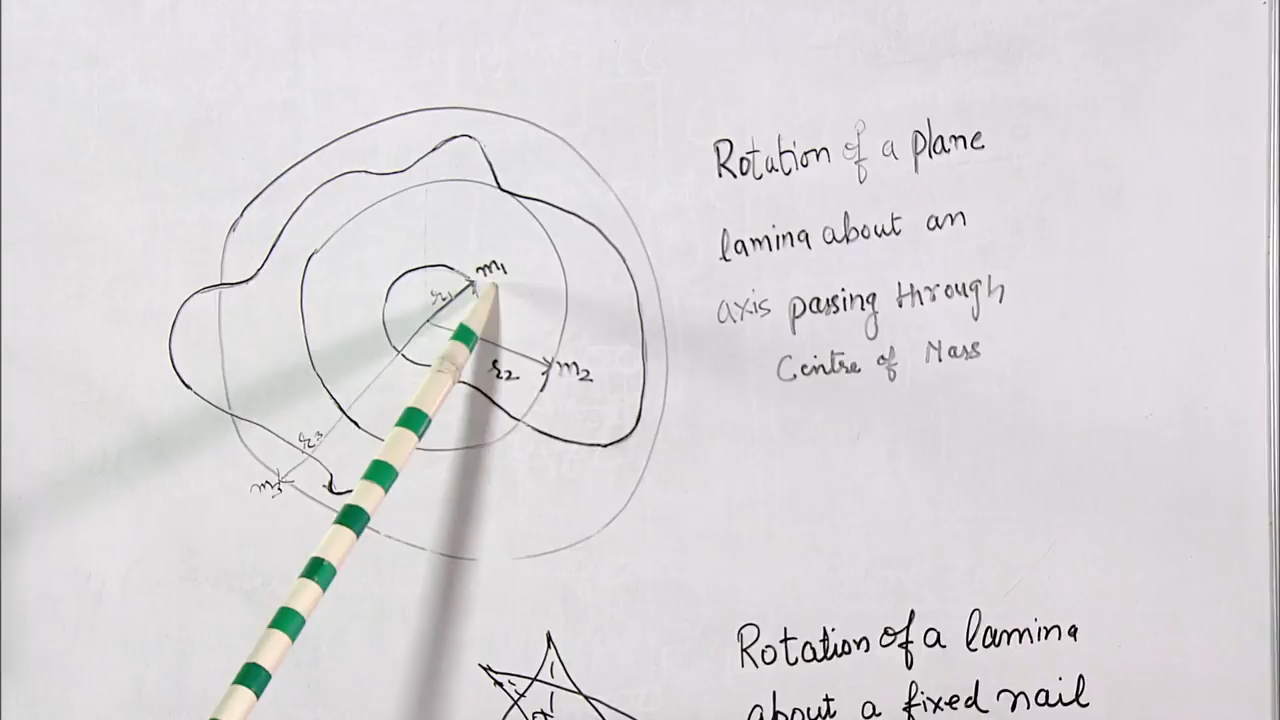 Rotation of a plane
lamina about an
axis passing through
Centre of Mass
m1
r1
r2
m2
r3
m3
Rotation of a lamina
about a fixed nail